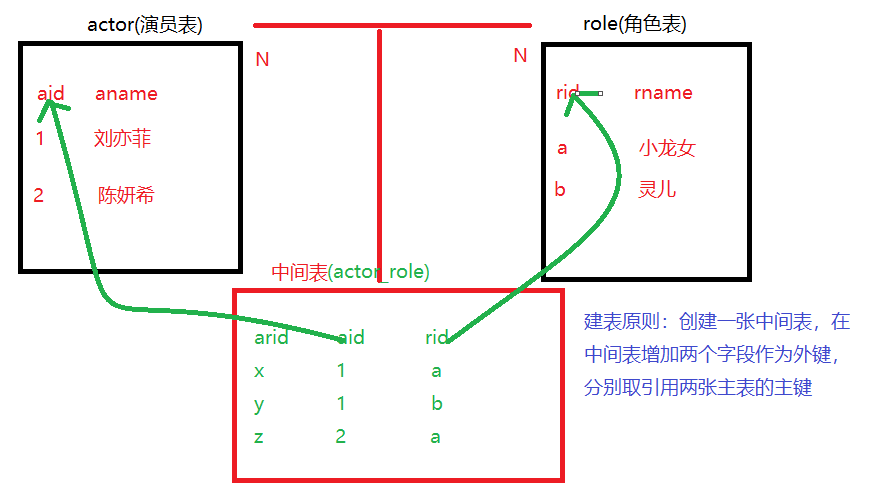 actor(演员表)
role(角色表)
N
N
aid aname
1 刘亦菲
2 陈妍希
rid rname
a 小龙女
b 灵儿
中间表(actor_role)
arid aid rid
x 1 a
y 1 b
z 2 a
建表原则：创建一张中间表，在
中间表增加两个字段作为外键，
分别取引用两张主表的主键